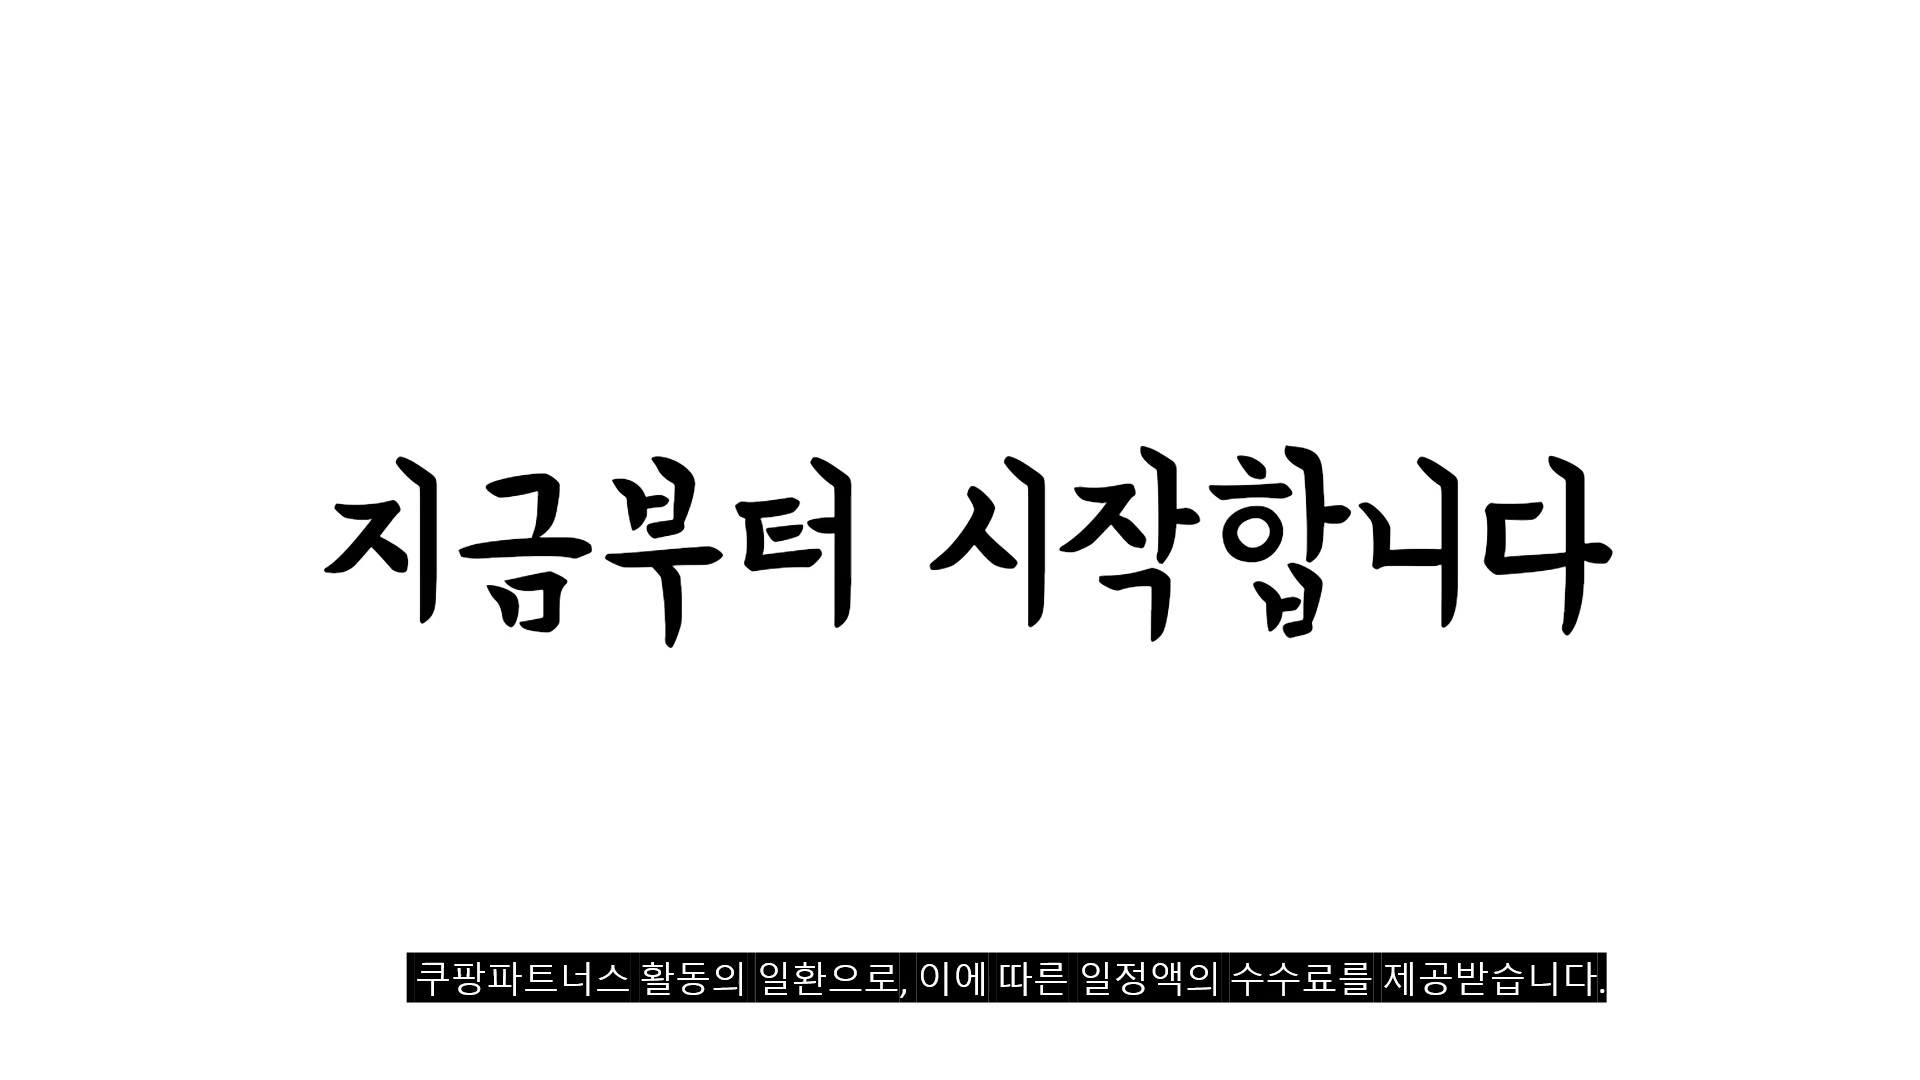 지금부터 시작합니다
쿠팡파트너스 활동의 일환으로, 이에 따른 일정액의 수수료를 제공받습니다.